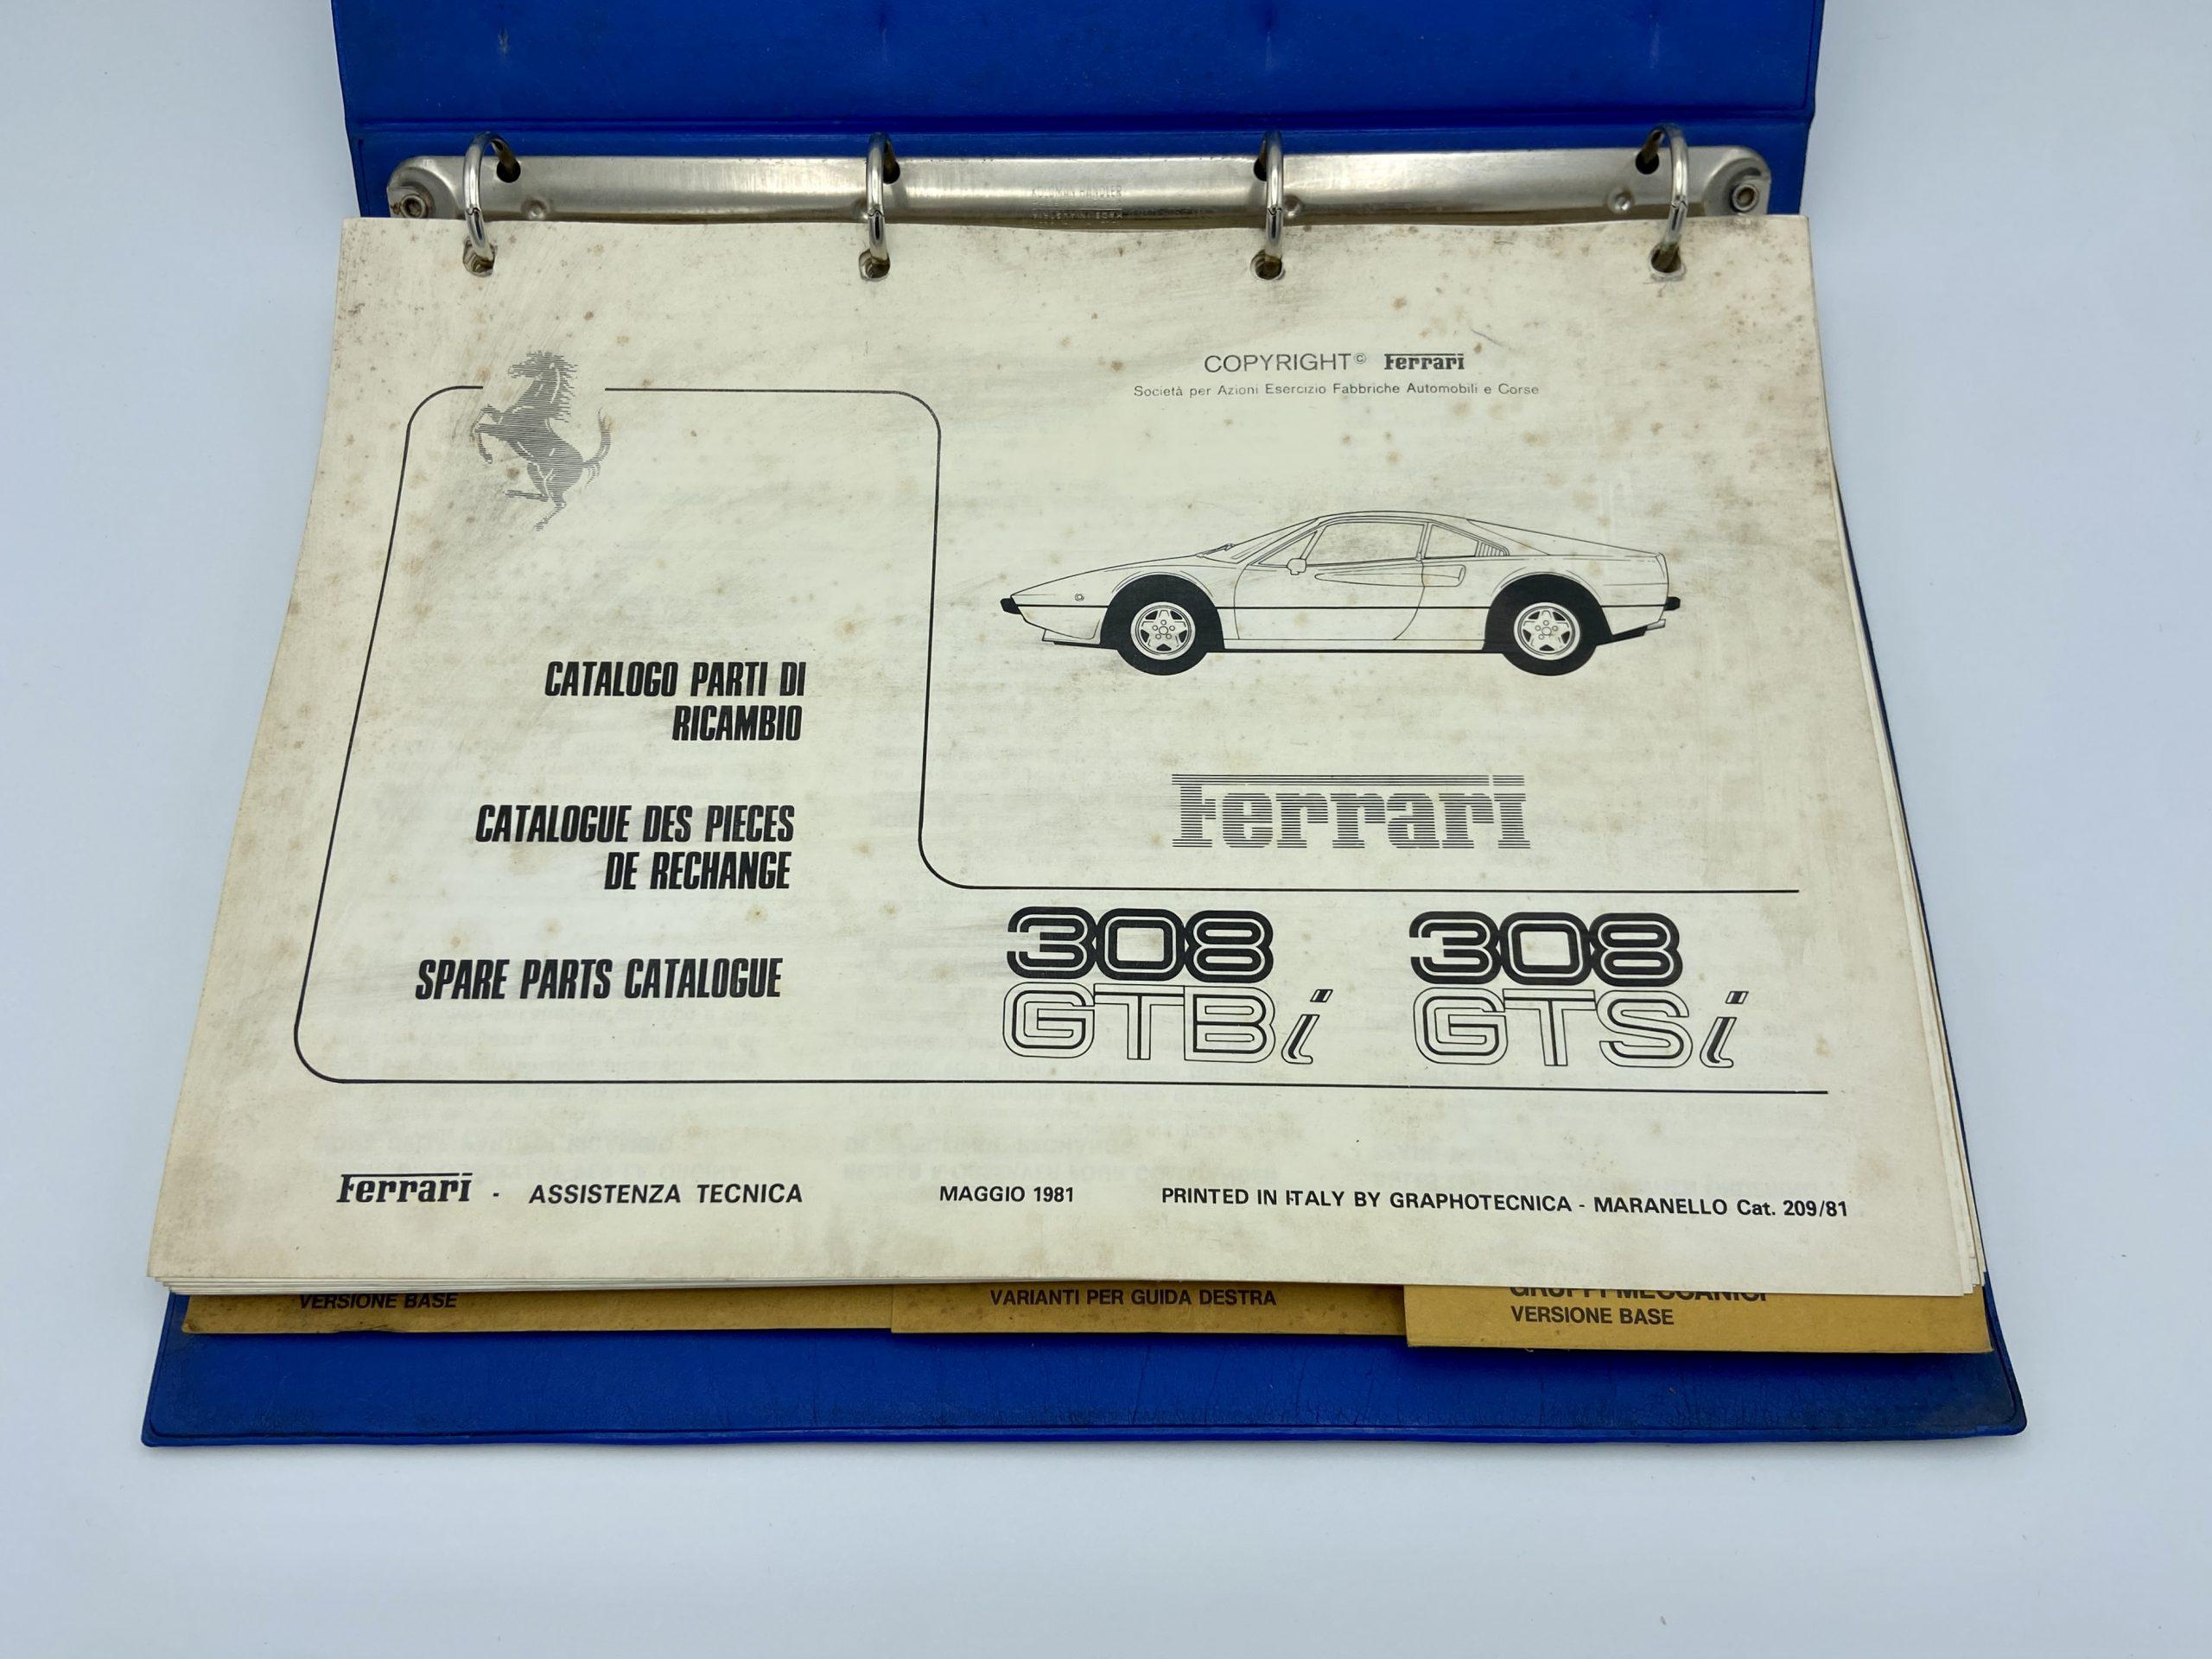 COPYRIGHT © Ferrari
Società per Azioni Esercizio Fabbriche Automobili e Corse
CATALOGO PARTI DI
RICAMBIO
CATALOGUE DES PIECES
DE RECHANGE
SPARE PARTS CATALOGUE
Ferrari
308
GTBi
308
GTSi
Ferrari - ASSISTENZA TECNICA
MAGGIO 1981
PRINTED IN ITALY BY GRAPHOTECNICA - MARANELLO Cat. 209/81
VERSIONE BASE
VARIANTI PER GUIDA DESTRA
GRUPPI MECCANICI
VERSIONE BASE